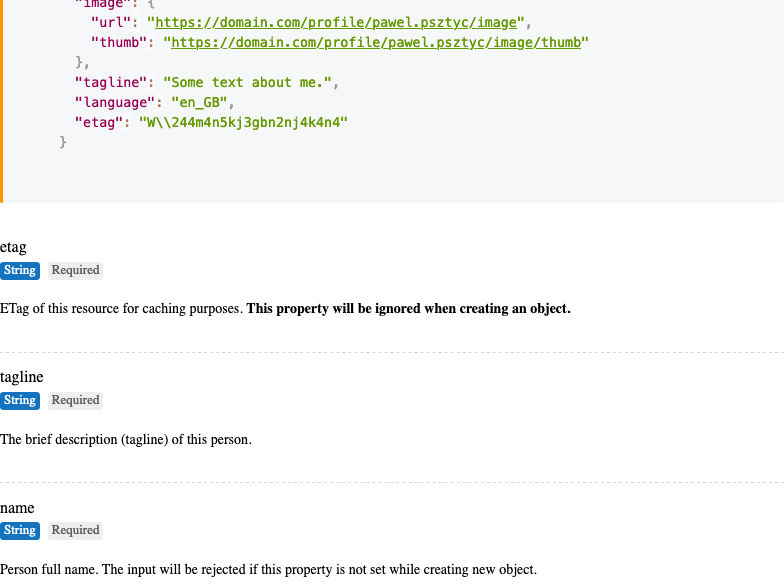 "image": {
"url": "https://domain.com/profile/pawel.psztyc/image",
"thumb": "https://domain.com/profile/pawel.psztyc/image/thumb"
},
"tagline": "Some text about me.",
"language": "en_GB",
"etag": "W\\244m4n5kj3gbn2nj4k4n4"
}
etag
String Required
ETag of this resource for caching purposes. This property will be ignored when creating an object.
tagline
String Required
The brief description (tagline) of this person.
name
String Required
Person full name. The input will be rejected if this property is not set while creating new object.